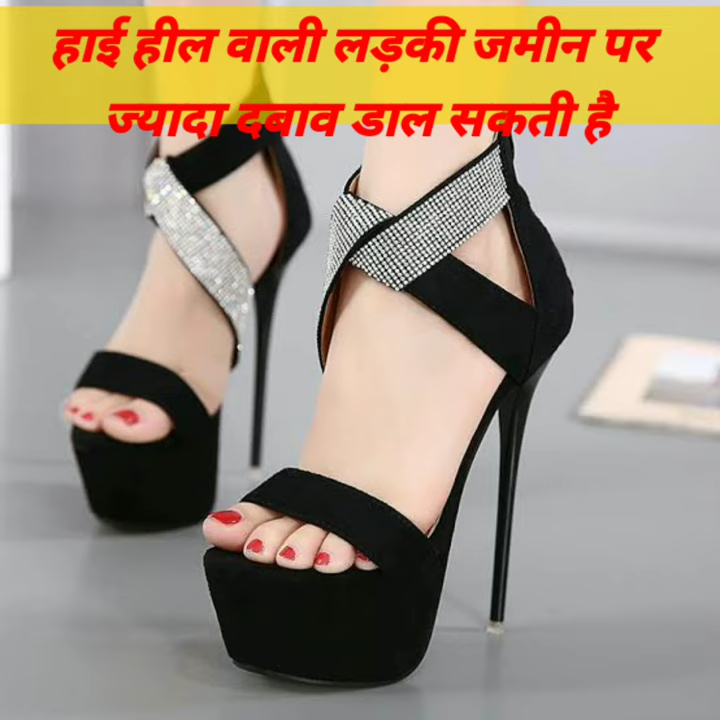 हाई हील वाली लड़की जमीन पर
ज्यादा दबाव डाल सकती है